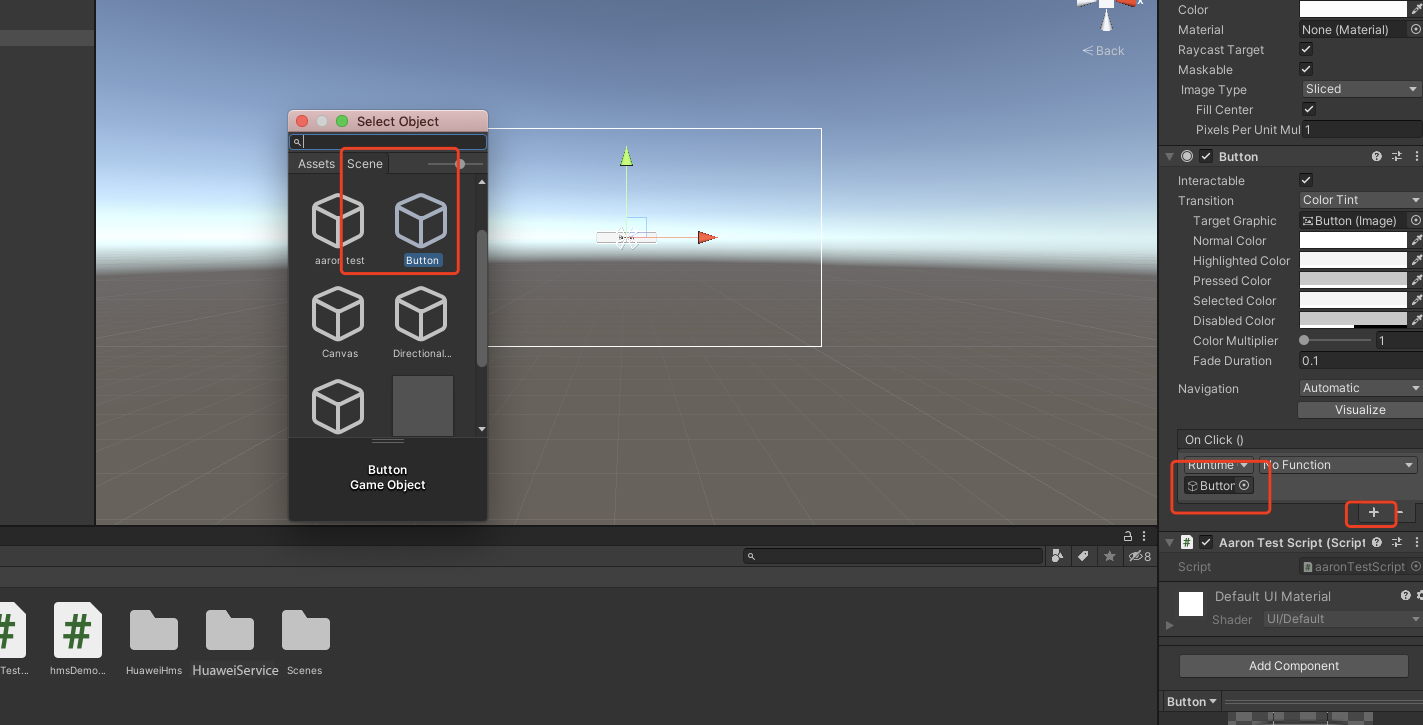 x
< Back
Select Object
Assets
Scene
aaron_test
Button
Canvas
Directional...
Button
Game Object
Color
Material
None (Material)
Raycast Target
Maskable
Image Type
Sliced
Fill Center
Pixels Per Unit Mul
1
Button
Interactable
Transition
Color Tint
Target Graphic
Button (Image)
Normal Color
Highlighted Color
Pressed Color
Selected Color
Disabled Color
Color Multiplier
1
Fade Duration
0.1
Navigation
Automatic
Visualize
On Click ()
Runtime
No Function
Button
+
-
# Aaron Test Script (Script
Script
aaronTestScript
Default UI Material
Shader
UI/Default
Add Component
Button
8
#
Test...
#
hmsDemo...
HuaweiHms
HuaweiService
Scenes